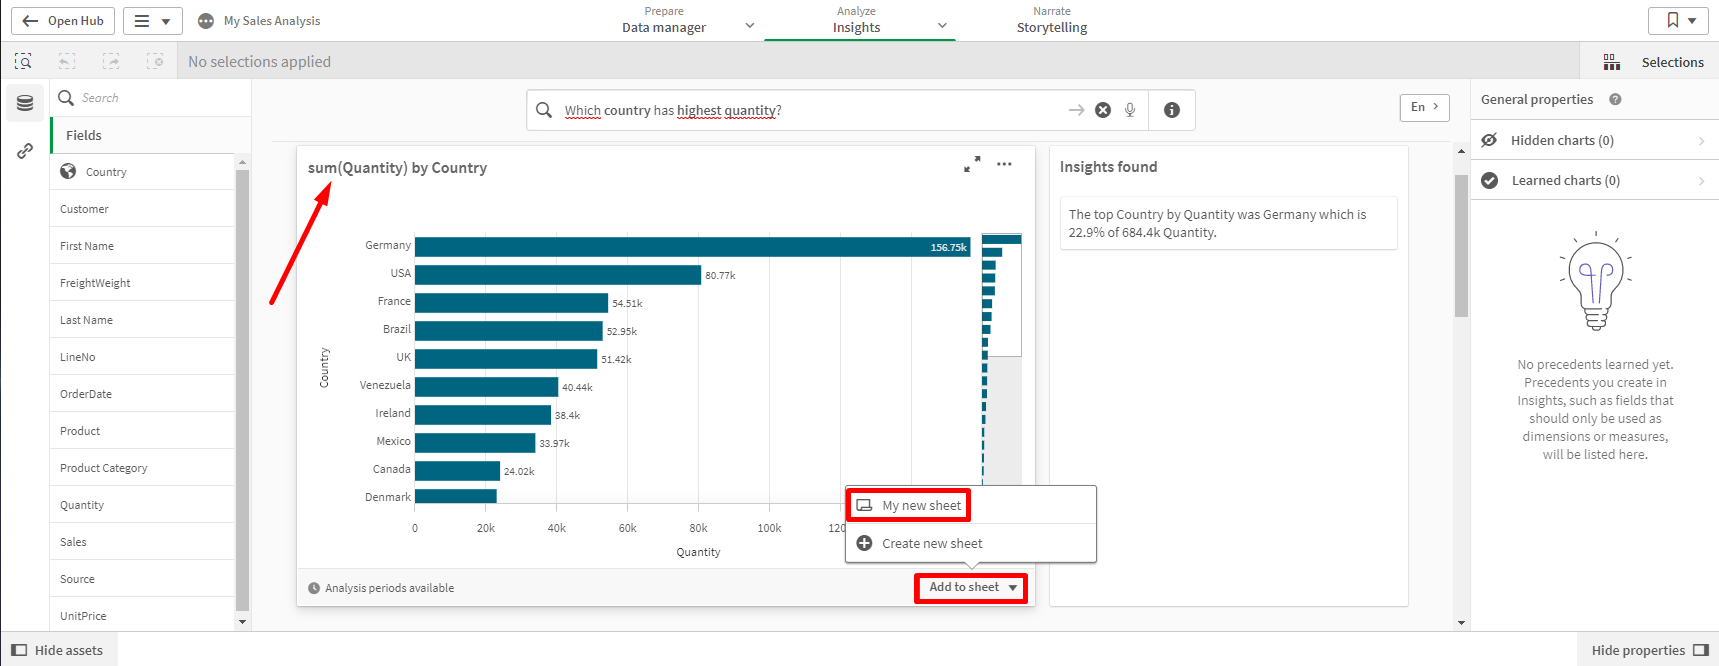 Open Hub
My Sales Analysis
Prepare
Data manager
Analyze
Insights
Narrate
Storytelling
No selections applied
Selections
Search
Fields
Country
Customer
First Name
FreightWeight
Last Name
LineNo
OrderDate
Product
Product Category
Quantity
Sales
Source
UnitPrice
Which country has highest quantity?
En
sum(Quantity) by Country
Country
Germany
USA
France
Brazil
UK
Venezuela
Ireland
Mexico
Canada
Denmark
156.75k
80.77k
54.51k
52.95k
51.42k
40.44k
38.4k
33.97k
24.02k
0
20k
40k
60k
80k
100k
Quantity
My new sheet
Create new sheet
Analysis periods available
Add to sheet
Insights found
The top Country by Quantity was Germany which is
22.9% of 684.4k Quantity.
General properties
Hidden charts (0)
Learned charts (0)
No precedents learned yet.
Precedents you create in
Insights, such as fields that
should only be used as
dimensions or measures,
will be listed here.
Hide assets
Hide properties